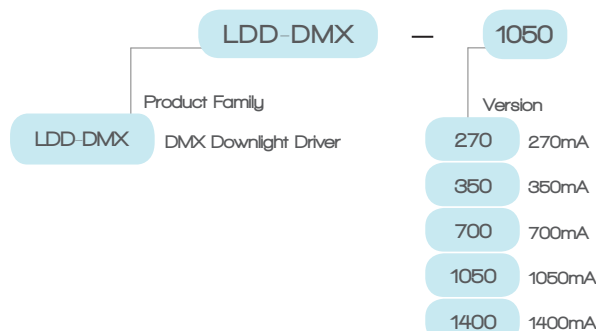 LDD-DMX — 1050
Product Family
LDD-DMX DMX Downlight Driver
Version
270 270mA
350 350mA
700 700mA
1050 1050mA
1400 1400mA